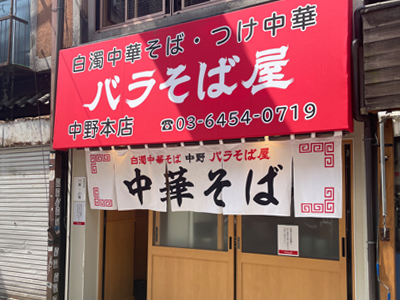 白濁中華そば・つけ中華
バラそば屋
中野本店 ☎03-6454-0719
白濁中華そば 中野 バラそば屋
中華そば